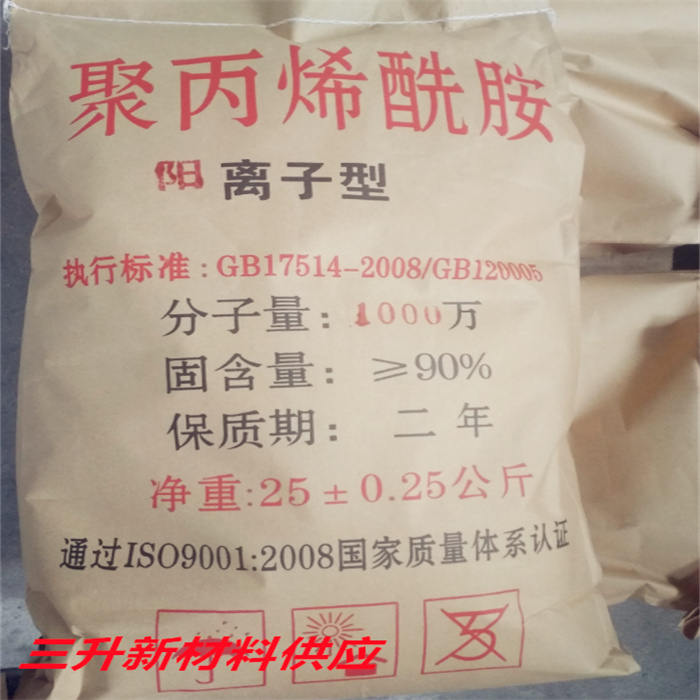 聚丙烯酰胺
阳离子型
执行标准：GB17514-2008/GB120005
分子量：1000万
固含量：≥90%
保质期：二年
净重:25±0.25公斤
通过ISO9001:2008国家质量体系认证
三升新材料供应